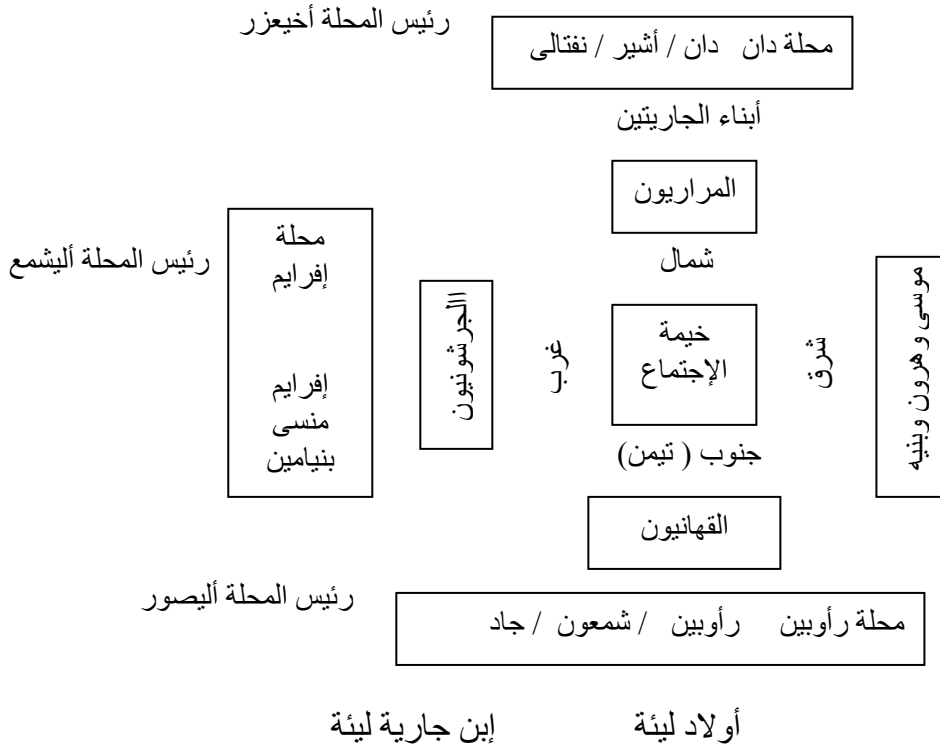 رئيس المحلة أخيعزر
محلة دان   دان / أشير / نفتالى
أبناء الجاريتين
المراريون
شمال
موسى وهرون وبنيه
شرق
خيمة
الإجتماع
غرب
االجرشونيون
محلة
إفرايم
إفرايم
منسى
بنيامين
رئيس المحلة أليشمع
جنوب ( تيمن)
القهانيون
رئيس المحلة أليصور
محلة رأوبين   رأوبين / شمعون / جاد
أولاد ليئة   إبن جارية ليئة